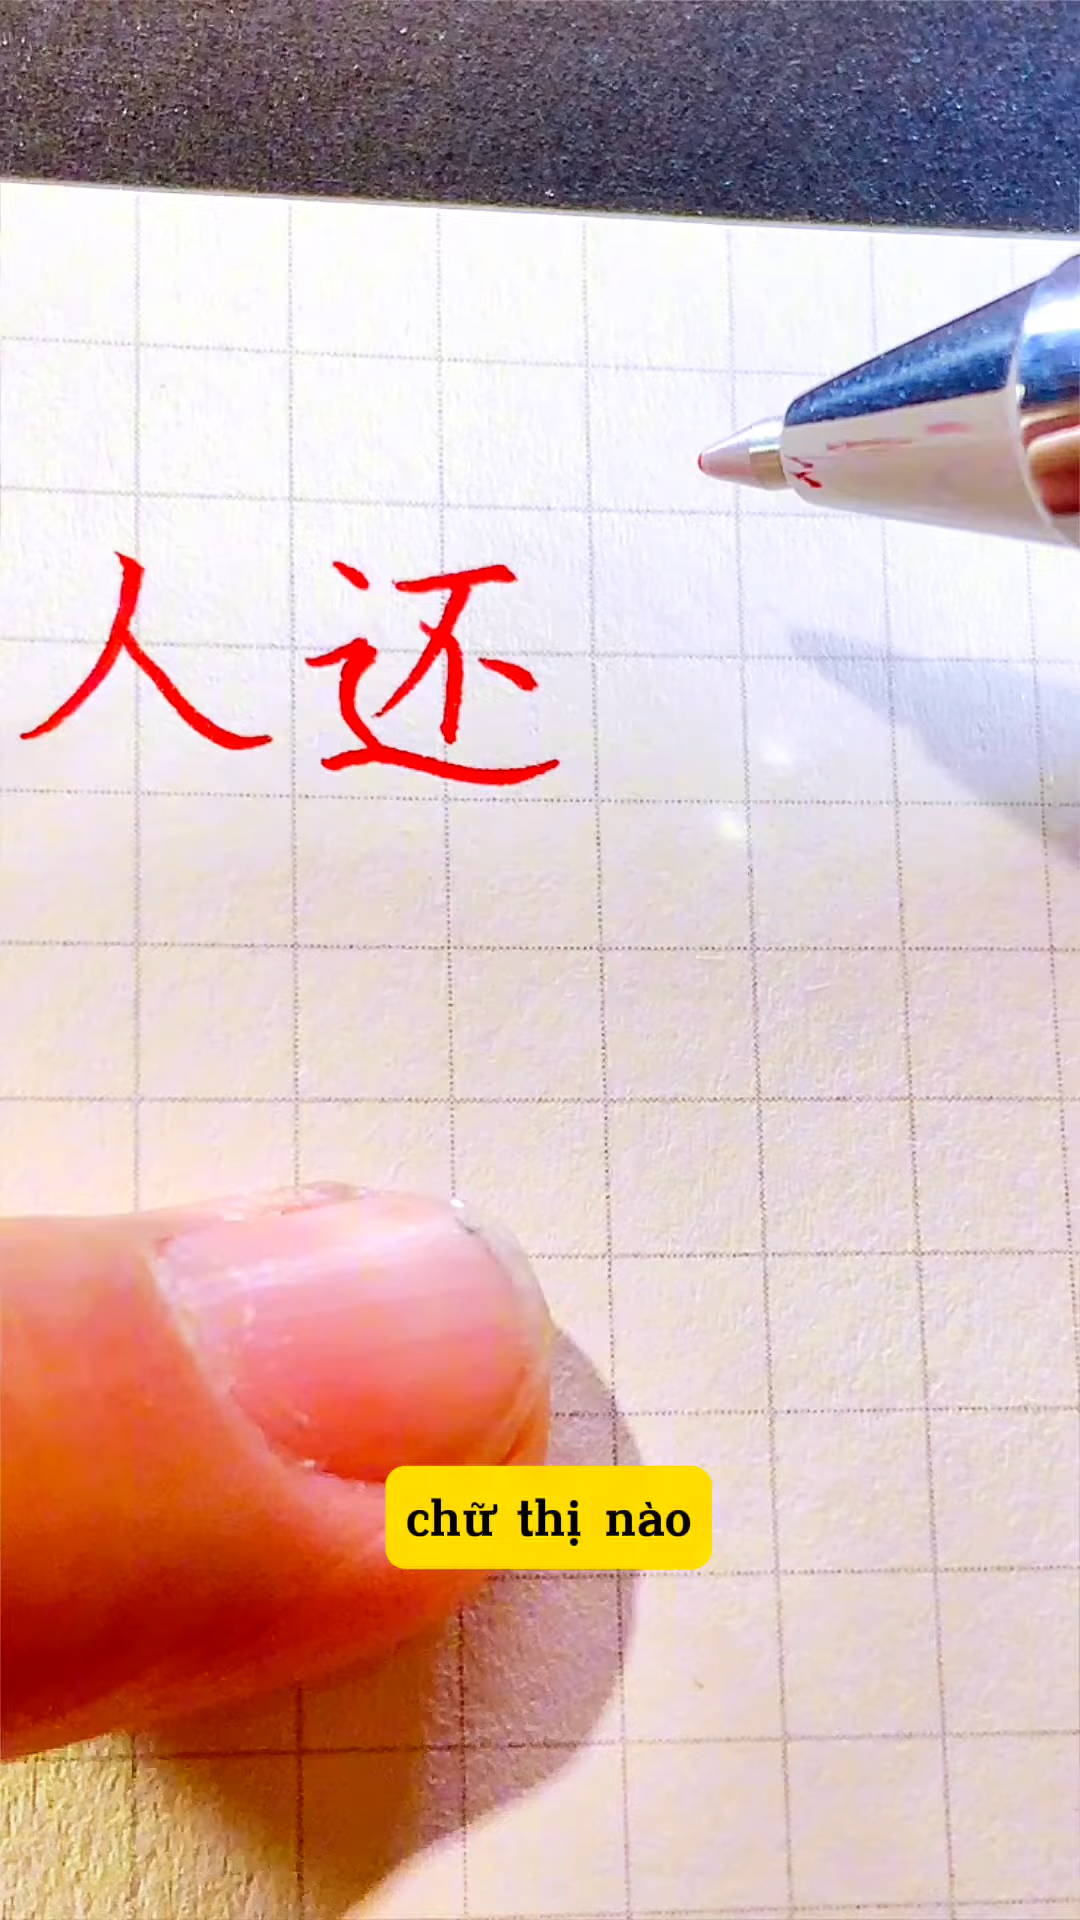 人还
chữ thị nào